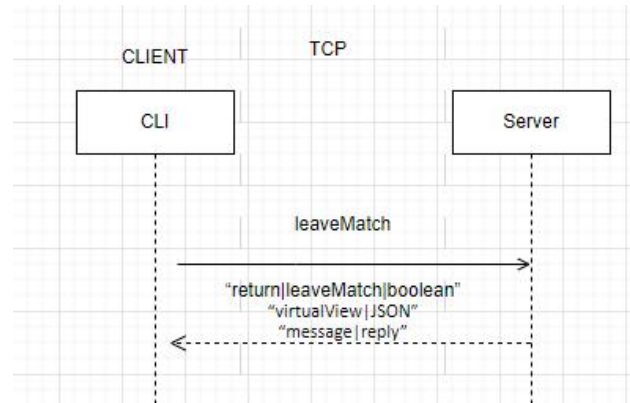 CLIENT TCP
CLI Server
leaveMatch
“return|leaveMatch|boolean”
“virtualView|JSON”
“message|reply”